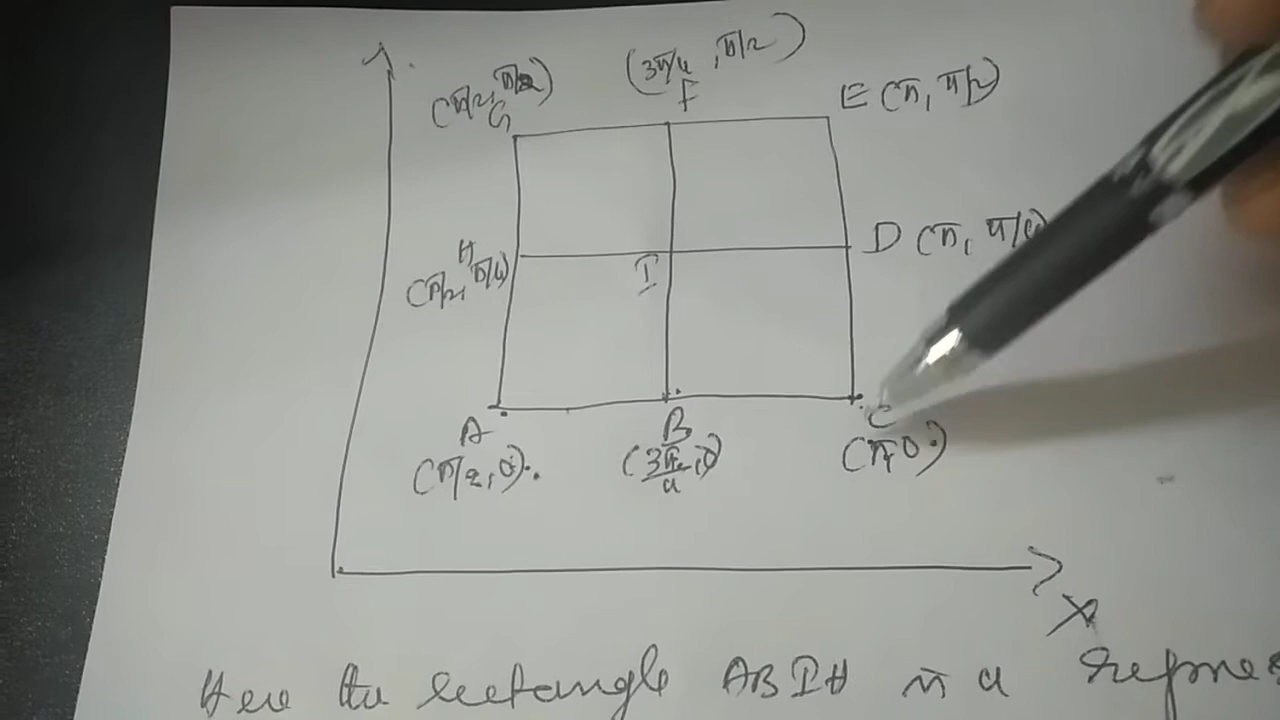 (3π/4, π/2)
(π/2, π/2)
G
F
E (π, π/2)
H
(π/2, π/4)
I
D (π, π/4)
A
(π/2, 0).
B
(3π/4, 0)
C
(π, 0)
X
Here the rectangle ABIH is a